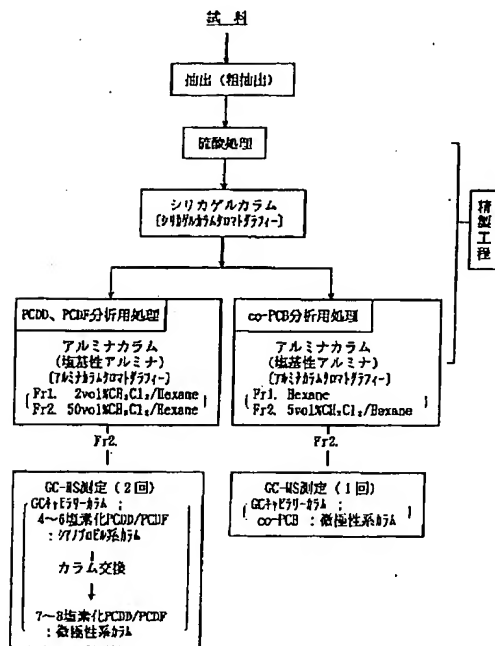 試料
抽出（粗抽出）
硫酸処理
シリカゲルカラム
〔シリカゲルカラムクロマトグラフィー〕
精製工程
PCDD、PCDF分析用処理
アルミナカラム
(塩基性アルミナ)
〔アルミナカラムクロマトグラフィー〕
Fr1. 2vol%CH₂Cl₂/Hexane
Fr2. 50vol%CH₂Cl₂/Hexane
Fr2.
GC-MS測定（2回）
GCキャピラリーカラム；
4〜6塩素化PCDD/PCDF
：シアノプロピル系カラム
カラム交換
7〜8塩素化PCDD/PCDF
：微極性系カラム
co-PCB分析用処理
アルミナカラム
(塩基性アルミナ)
〔アルミナカラムクロマトグラフィー〕
Fr1. Hexane
Fr2. 5vol%CH₂Cl₂/Hexane
Fr2.
GC-MS測定（1回）
GCキャピラリーカラム；
co-PCB：微極性系カラム